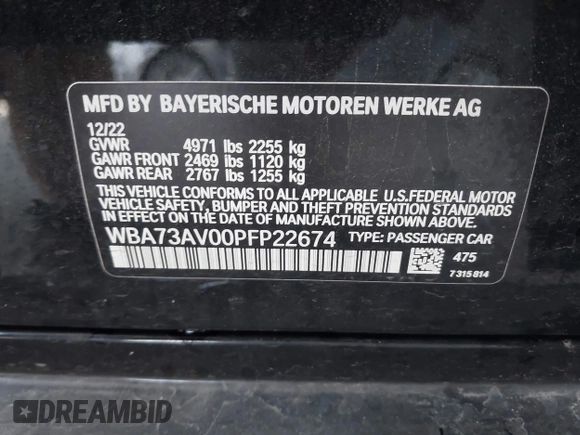 MFD BY BAYERISCHE MOTOREN WERKE AG
12/22
GVWR 4971 lbs 2255 kg
GAWR FRONT 2469 lbs 1120 kg
GAWR REAR 2767 lbs 1255 kg
THIS VEHICLE CONFORMS TO ALL APPLICABLE U.S.FEDERAL MOTOR
VEHICLE SAFETY, BUMPER AND THEFT PREVENTION STANDARDS
IN EFFECT ON THE DATE OF MANUFACTURE SHOWN ABOVE.
WBA73AV00PFP22674 TYPE: PASSENGER CAR
475
7315814
DREAMBID